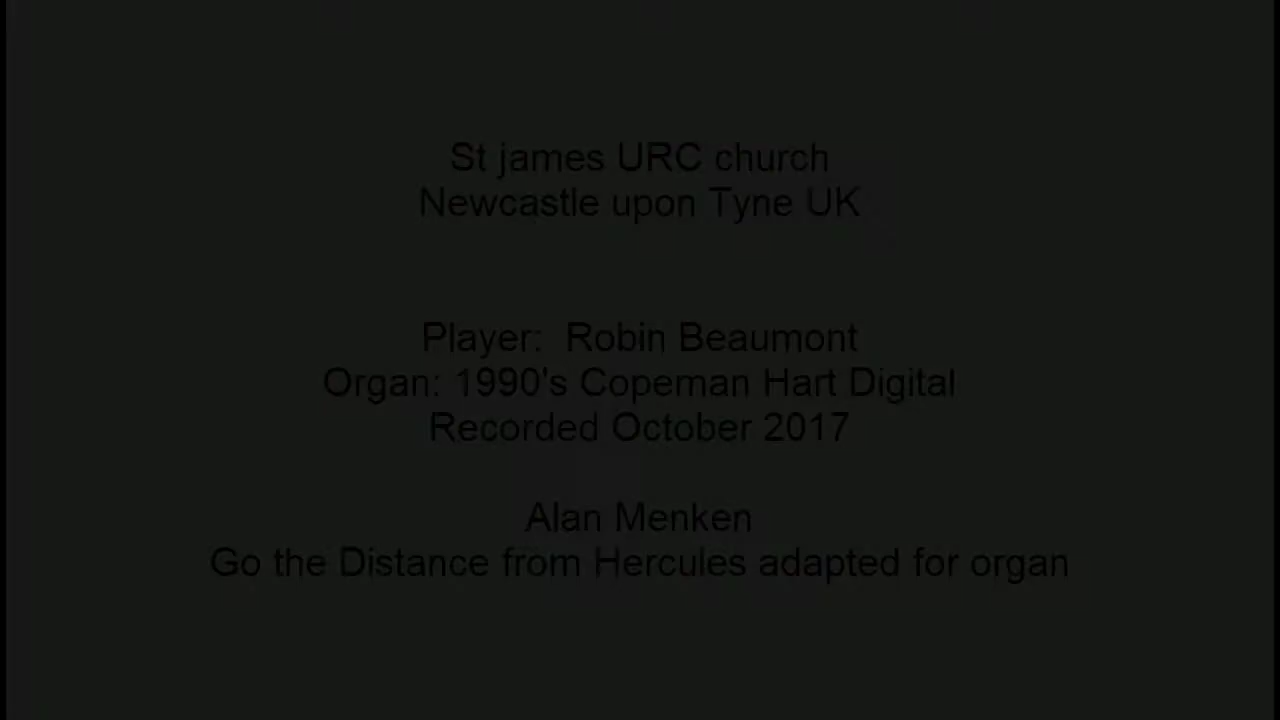 St james URC church
Newcastle upon Tyne UK
Player:  Robin Beaumont
Organ: 1990's Copeman Hart Digital
Recorded October 2017
Alan Menken
Go the Distance from Hercules adapted for organ